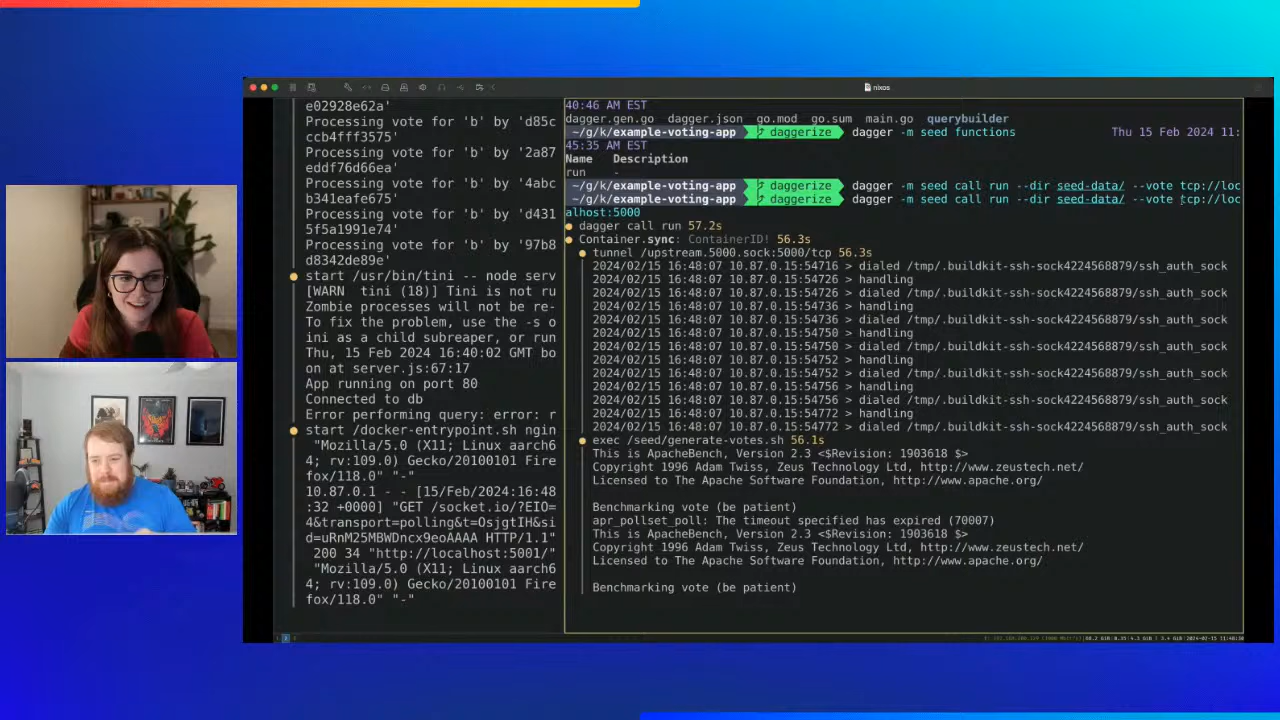 nixos
e02928e62a'
Processing vote for 'b' by 'd85c
ccb4fff3575'
Processing vote for 'b' by '2a87
eddf76d66ea'
Processing vote for 'b' by '4abc
b341eafe675'
Processing vote for 'b' by 'd431
5f5a1991e74'
Processing vote for 'b' by '97b8
d8342de89e'
start /usr/bin/tini -- node serv
[WARN  tini (18)] Tini is not ru
Zombie processes will not be re-
To fix the problem, use the -s o
ini as a child subreaper, or run
Thu, 15 Feb 2024 16:40:02 GMT bo
on at server.js:67:17
App running on port 80
Connected to db
Error performing query: error: r
start /docker-entrypoint.sh ngin
"Mozilla/5.0 (X11; Linux aarch6
4; rv:109.0) Gecko/20100101 Fire
fox/118.0" "-"
10.87.0.1 - - [15/Feb/2024:16:48
:32 +0000] "GET /socket.io/?EIO=
4&transport=polling&t=OsjgtIH&si
d=uRnM25MBWDncx9eoAAAA HTTP/1.1"
200 34 "http://localhost:5001/"
"Mozilla/5.0 (X11; Linux aarch6
4; rv:109.0) Gecko/20100101 Fire
fox/118.0" "-"
40:46 AM EST
dagger.gen.go  dagger.json  go.mod  go.sum  main.go  querybuilder
~/g/k/example-voting-app  daggerize  dagger -m seed functions  Thu 15 Feb 2024 11:
45:35 AM EST
Name  Description
run  -
~/g/k/example-voting-app  daggerize  dagger -m seed call run --dir seed-data/ --vote tcp://loc
~/g/k/example-voting-app  daggerize  dagger -m seed call run --dir seed-data/ --vote tcp://loc
alhost:5000
dagger call run 57.2s
Container.sync: ContainerID! 56.3s
tunnel /upstream.5000.sock:5000/tcp 56.3s
2024/02/15 16:48:07 10.87.0.15:54716 > dialed /tmp/.buildkit-ssh-sock4224568879/ssh_auth_sock
2024/02/15 16:48:07 10.87.0.15:54726 > handling
2024/02/15 16:48:07 10.87.0.15:54726 > dialed /tmp/.buildkit-ssh-sock4224568879/ssh_auth_sock
2024/02/15 16:48:07 10.87.0.15:54736 > handling
2024/02/15 16:48:07 10.87.0.15:54736 > dialed /tmp/.buildkit-ssh-sock4224568879/ssh_auth_sock
2024/02/15 16:48:07 10.87.0.15:54750 > handling
2024/02/15 16:48:07 10.87.0.15:54750 > dialed /tmp/.buildkit-ssh-sock4224568879/ssh_auth_sock
2024/02/15 16:48:07 10.87.0.15:54752 > handling
2024/02/15 16:48:07 10.87.0.15:54752 > dialed /tmp/.buildkit-ssh-sock4224568879/ssh_auth_sock
2024/02/15 16:48:07 10.87.0.15:54756 > handling
2024/02/15 16:48:07 10.87.0.15:54756 > dialed /tmp/.buildkit-ssh-sock4224568879/ssh_auth_sock
2024/02/15 16:48:07 10.87.0.15:54772 > handling
2024/02/15 16:48:07 10.87.0.15:54772 > dialed /tmp/.buildkit-ssh-sock4224568879/ssh_auth_sock
exec /seed/generate-votes.sh 56.1s
This is ApacheBench, Version 2.3 <$Revision: 1903618 $>
Copyright 1996 Adam Twiss, Zeus Technology Ltd, http://www.zeustech.net/
Licensed to The Apache Software Foundation, http://www.apache.org/
Benchmarking vote (be patient)
apr_pollset_poll: The timeout specified has expired (70007)
This is ApacheBench, Version 2.3 <$Revision: 1903618 $>
Copyright 1996 Adam Twiss, Zeus Technology Ltd, http://www.zeustech.net/
Licensed to The Apache Software Foundation, http://www.apache.org/
Benchmarking vote (be patient)